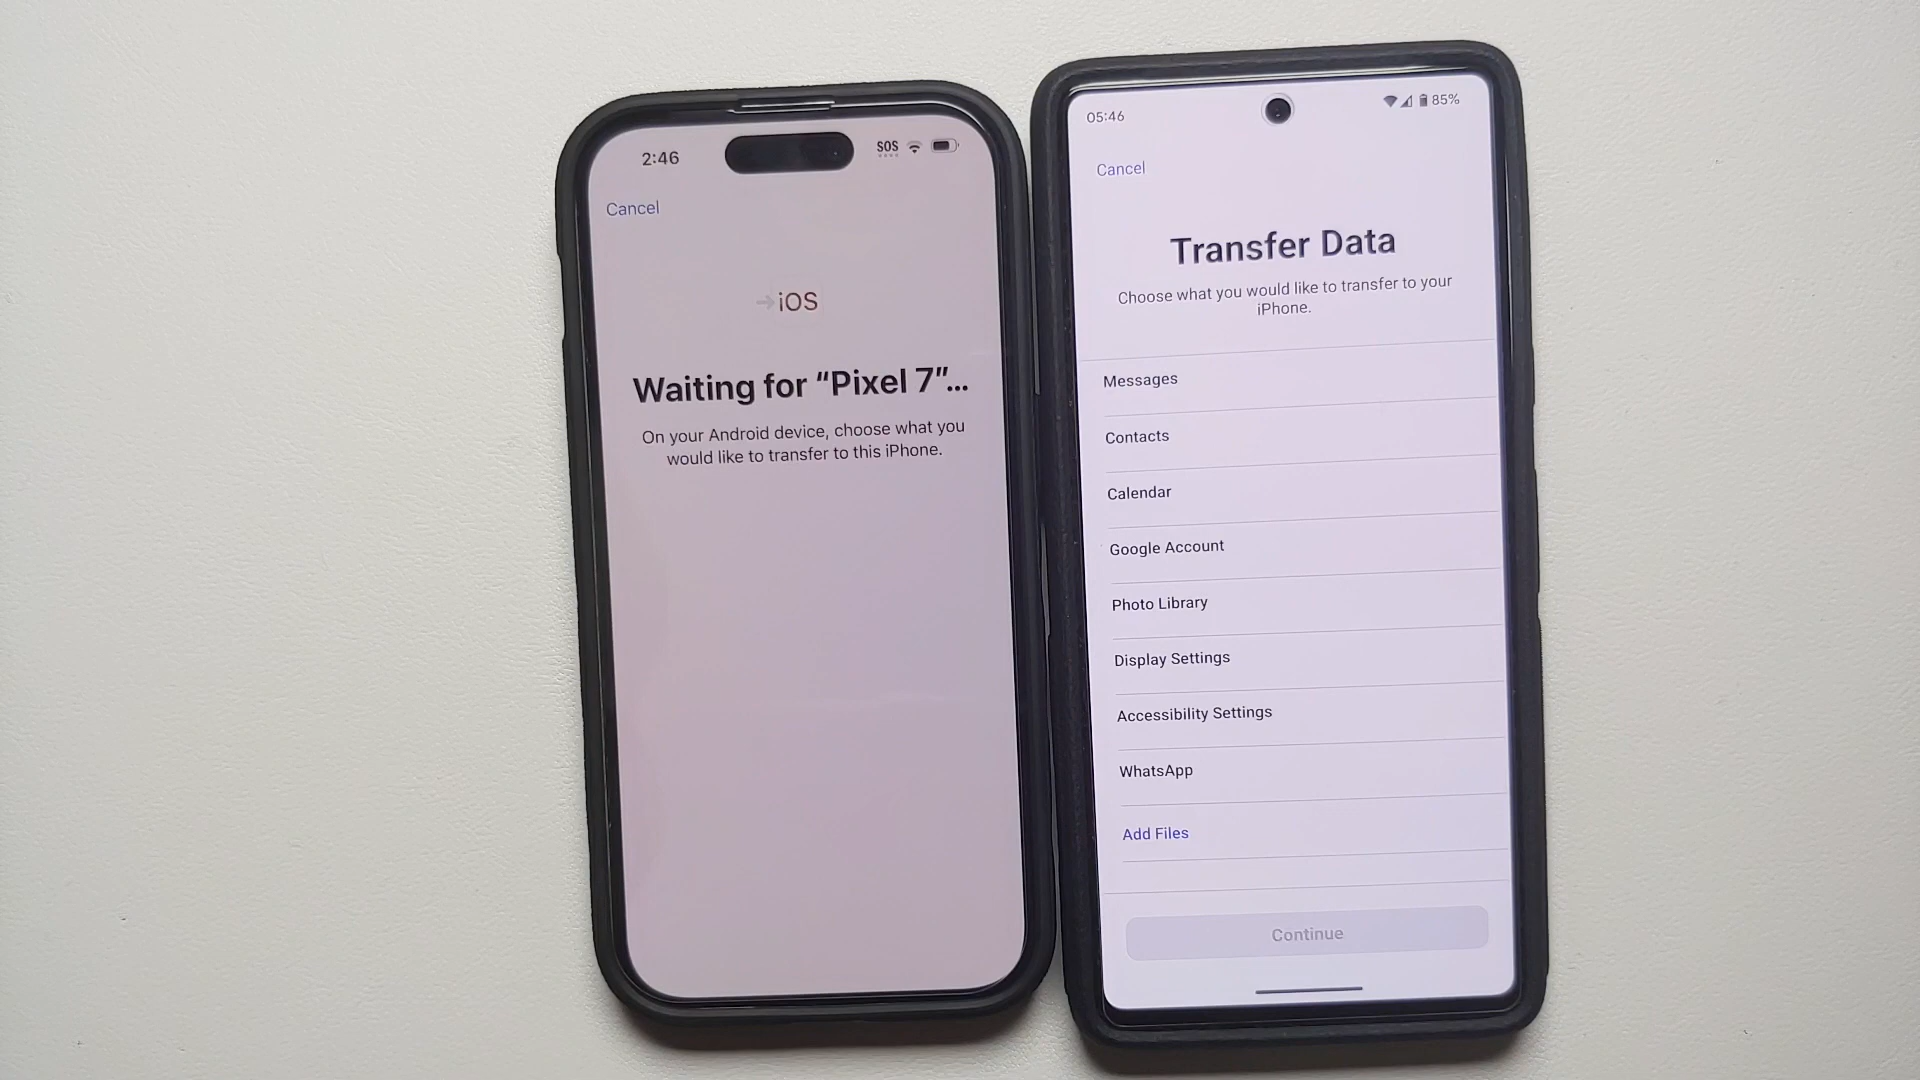 2:46
SOS
Cancel
iOS
Waiting for “Pixel 7”...
On your Android device, choose what you
would like to transfer to this iPhone.
05:46
85%
Cancel
Transfer Data
Choose what you would like to transfer to your
iPhone.
Messages
Contacts
Calendar
Google Account
Photo Library
Display Settings
Accessibility Settings
WhatsApp
Add Files
Continue